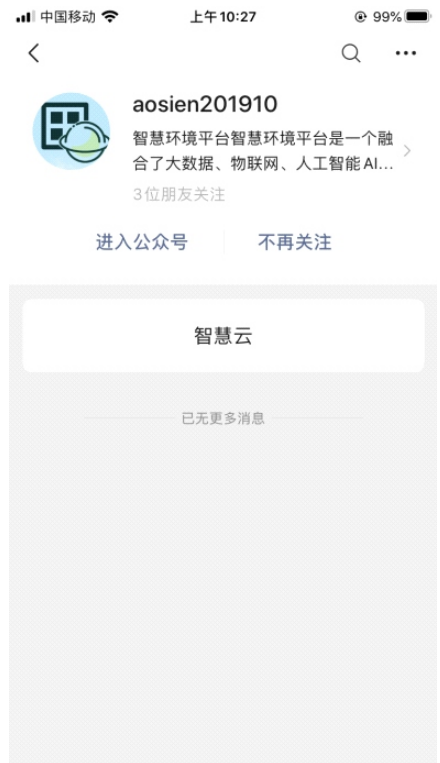 中国移动
上午10:27
99%
aosien201910
智慧环境平台智慧环境平台是一个融
合了大数据、物联网、人工智能AI...
3位朋友关注
进入公众号
不再关注
智慧云
已无更多消息